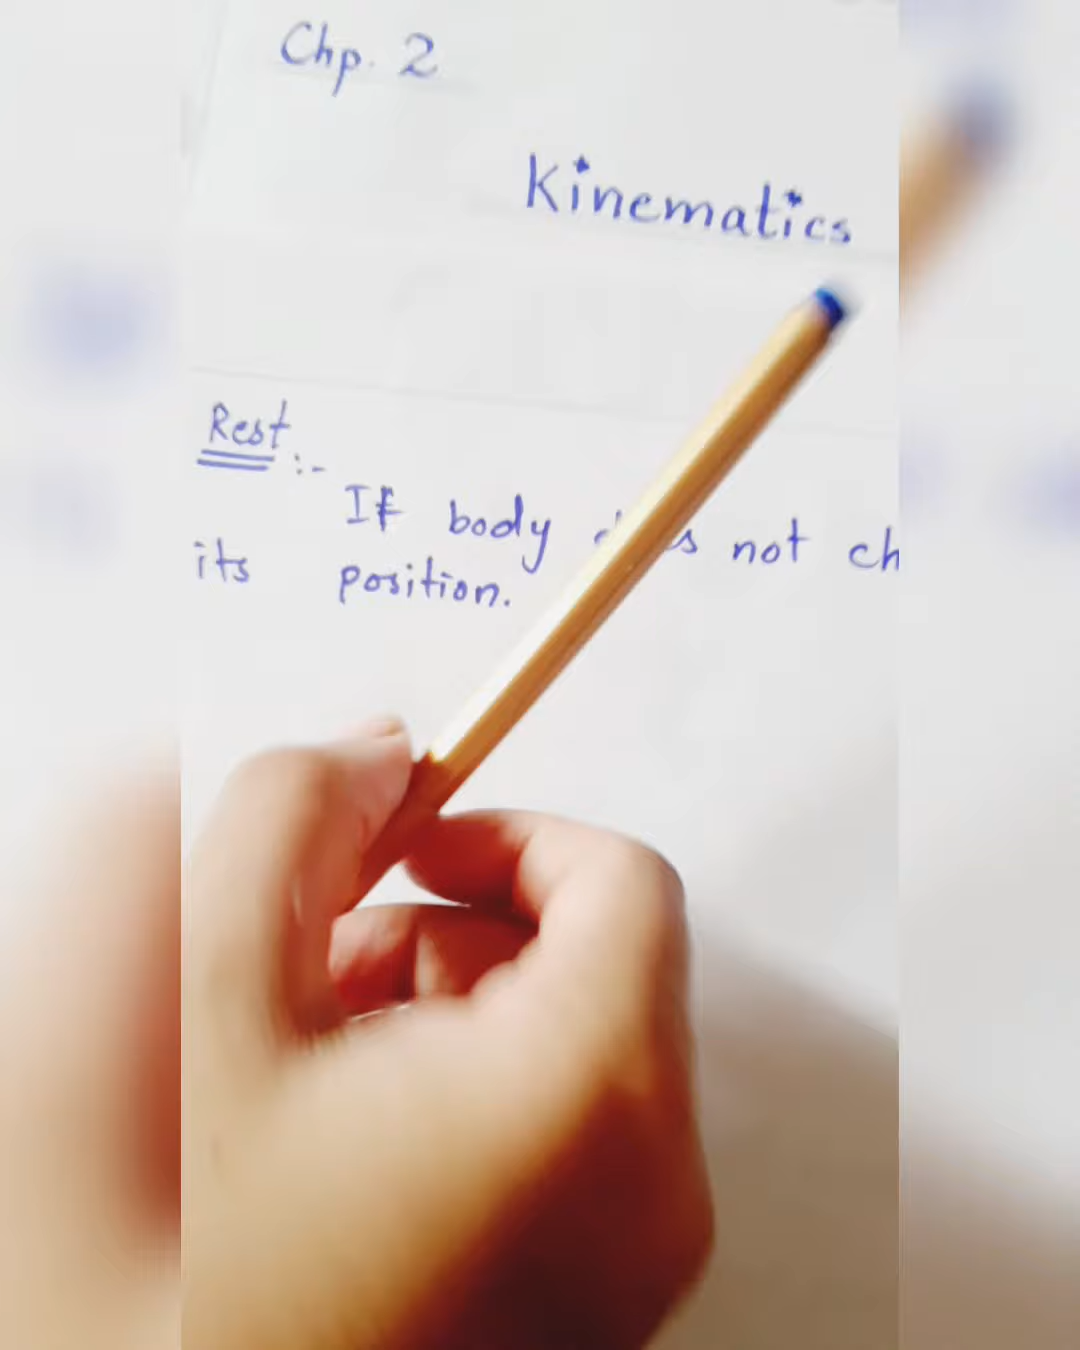 Chp. 2
Kinematics
Rest :-
If body not
its position.